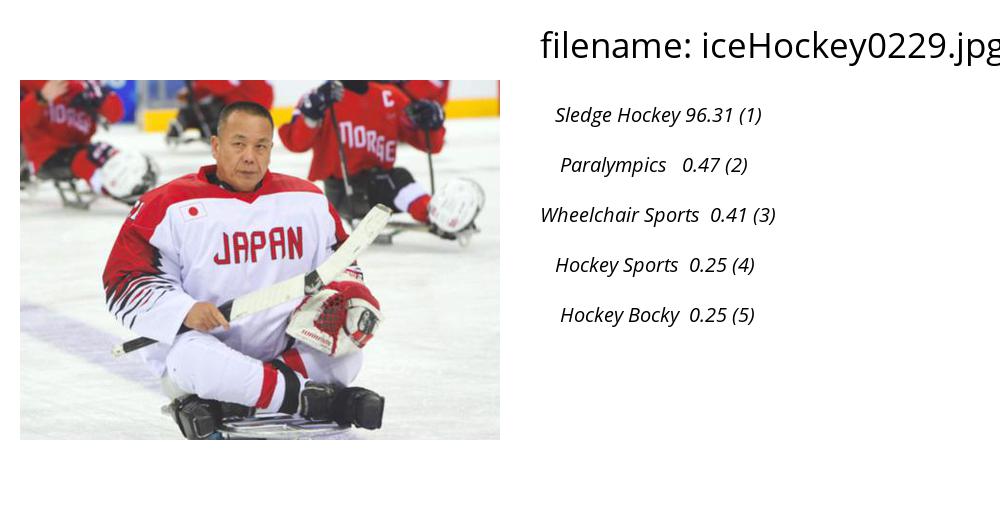 filename: iceHockey0229.jpg
Sledge Hockey 96.31 (1)
Paralympics 0.47 (2)
Wheelchair Sports 0.41 (3)
Hockey Sports 0.25 (4)
Hockey Bocky 0.25 (5)
NORGE
C
NORGE
JAPAN
WARRIOR